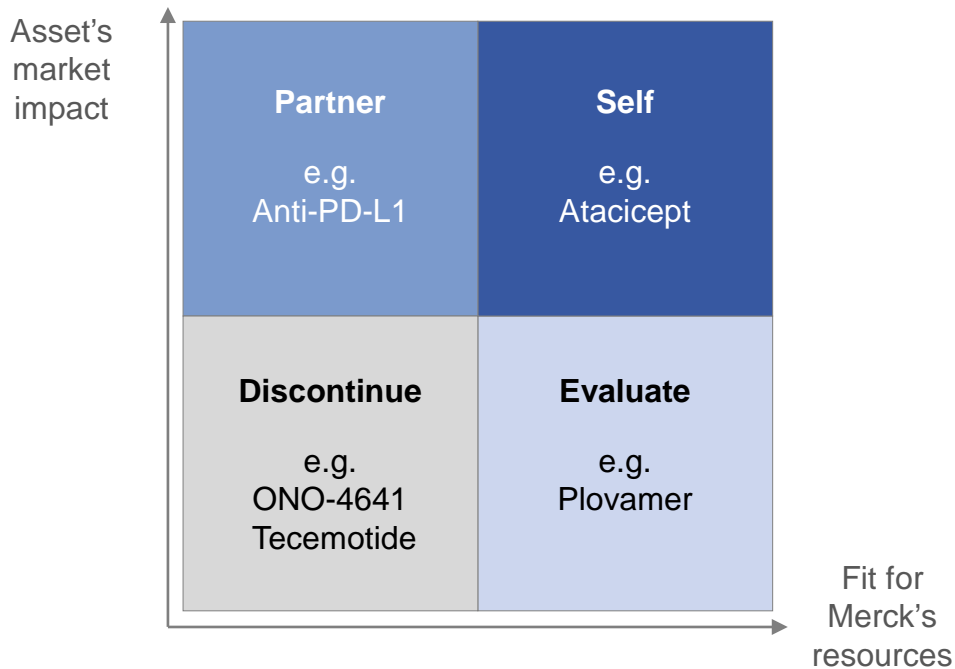 Asset’s
market
impact
Partner
e.g.
Anti-PD-L1
Self
e.g.
Atacicept
Discontinue
e.g.
ONO-4641
Tecemotide
Evaluate
e.g.
Plovamer
Fit for
Merck’s
resources